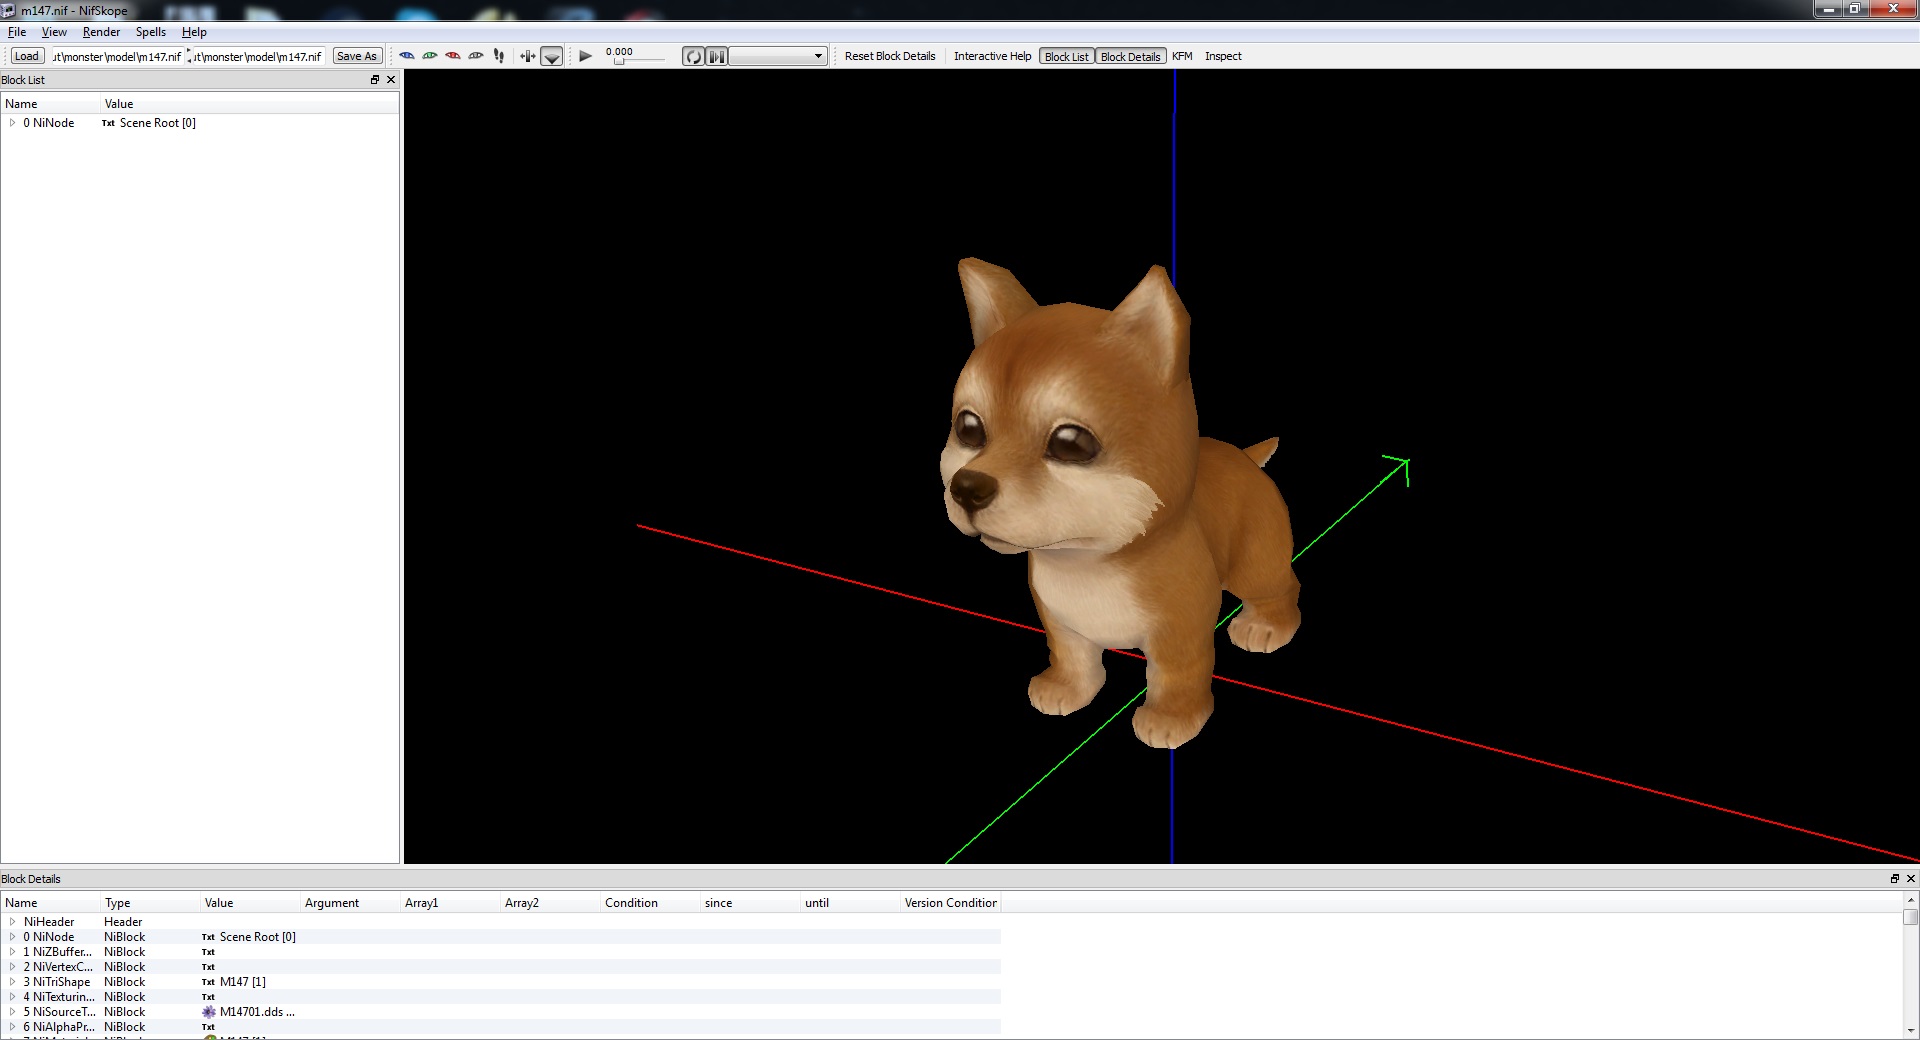 m147.nif - NifSkope
File View Render Spells Help
Load ut\monster\model\m147.nif ut\monster\model\m147.nif Save As 0.000 Reset Block Details Interactive Help Block List Block Details KFM Inspect
Block List
Name Value
0 NiNode Txt Scene Root [0]
Block Details
Name Type Value Argument Array1 Array2 Condition since until Version Condition
NiHeader Header
0 NiNode NiBlock Txt Scene Root [0]
1 NiZBuffer... NiBlock Txt
2 NiVertexC... NiBlock Txt
3 NiTriShape NiBlock Txt M147 [1]
4 NiTexturin... NiBlock Txt
5 NiSourceT... NiBlock M14701.dds ...
6 NiAlphaPr... NiBlock Txt